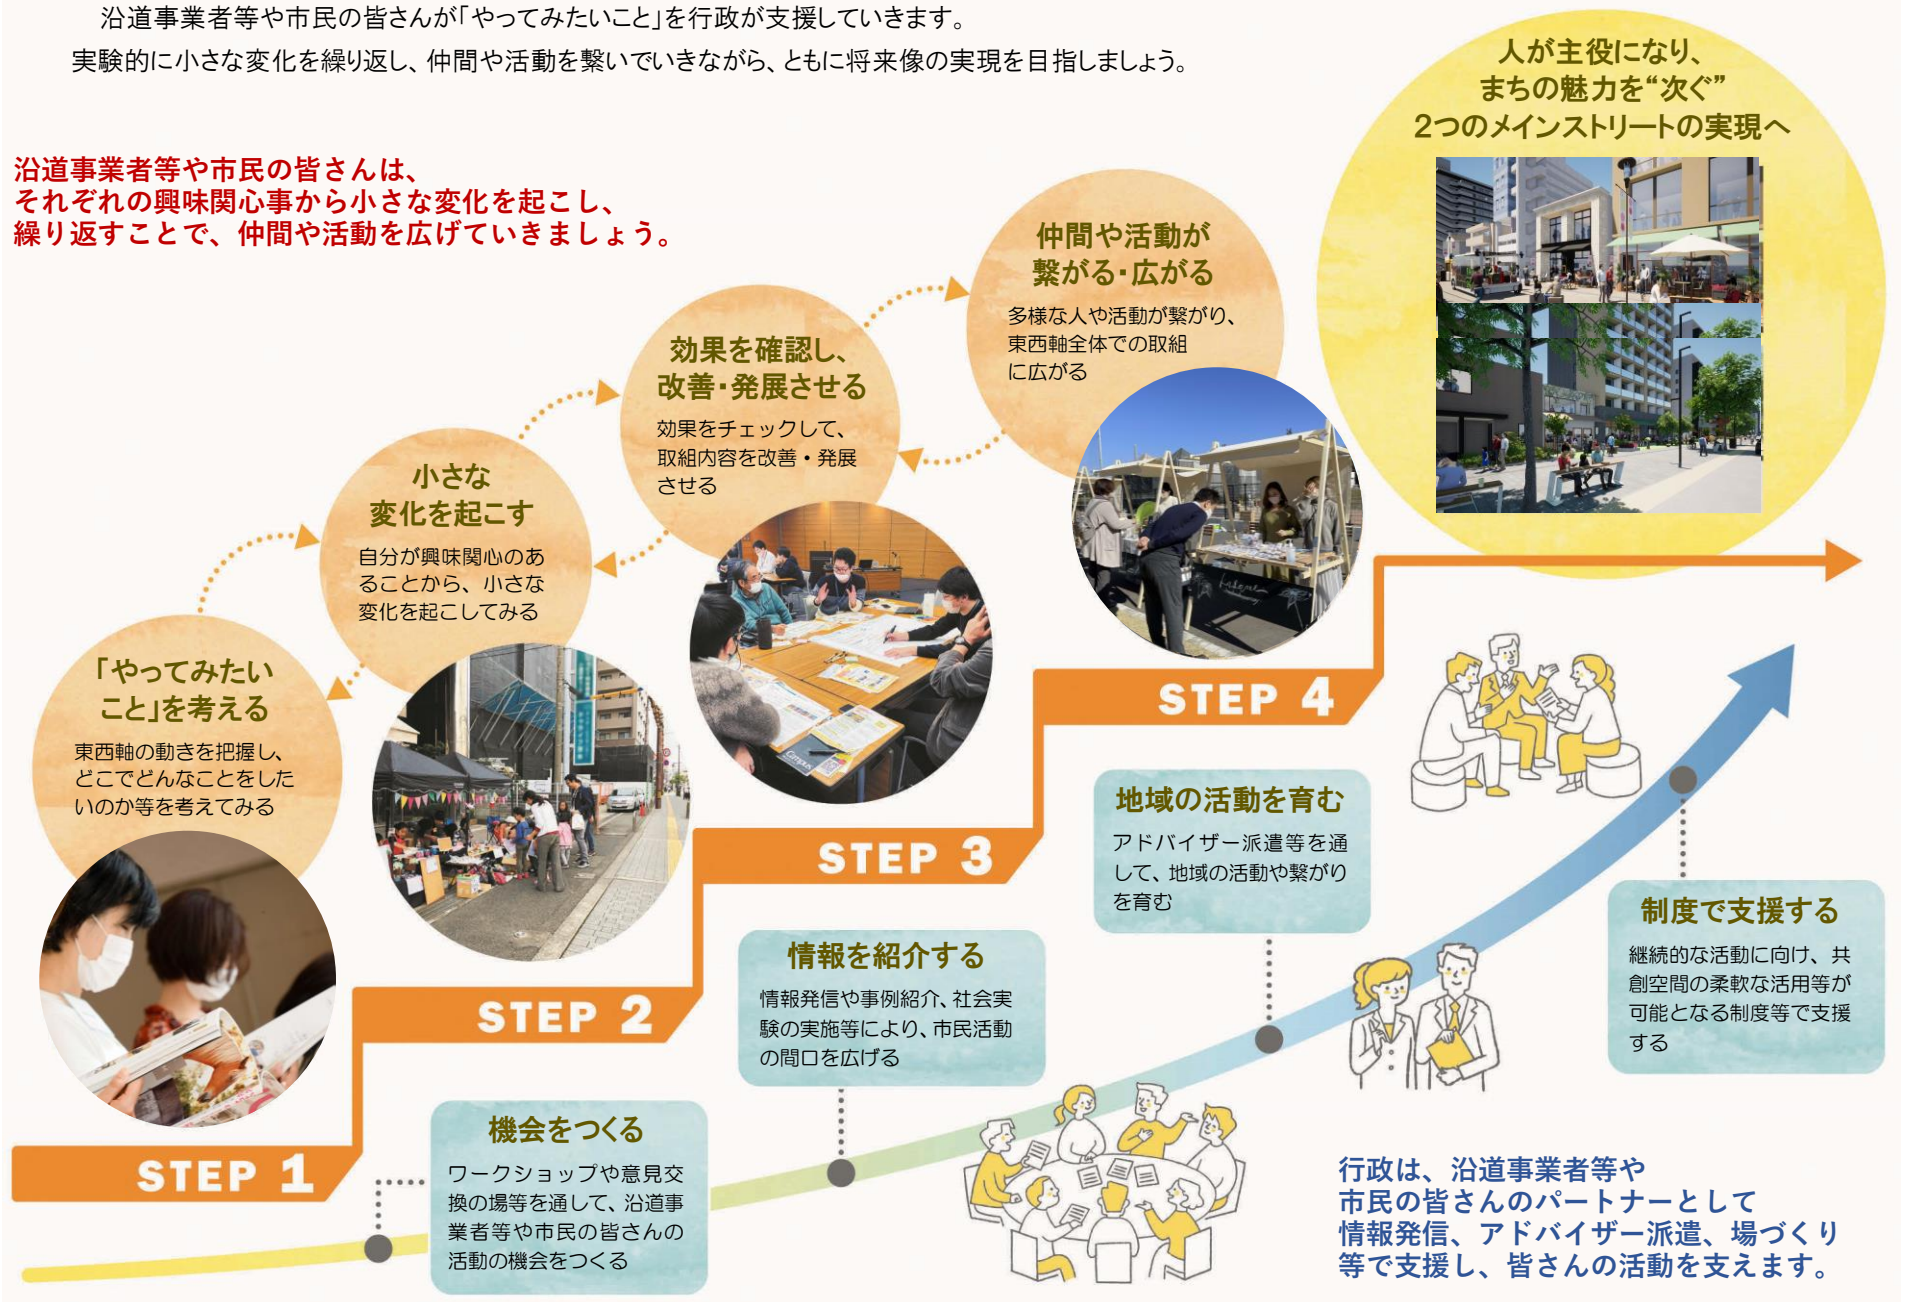 沿道事業者等や市民の皆さんが「やってみたいこと」を行政が支援していきます。
実験的に小さな変化を繰り返し、仲間や活動を繋いでいきながら、ともに将来像の実現を目指しましょう。
沿道事業者等や市民の皆さんは、
それぞれの興味関心事から小さな変化を起こし、
繰り返すことで、仲間や活動を広げていきましょう。
人が主役になり、
まちの魅力を“次ぐ”
2つのメインストリートの実現へ
仲間や活動が
繋がる・広がる
多様な人や活動が繋がり、
東西軸全体での取組
に広がる
効果を確認し、
改善・発展させる
効果をチェックして、
取組内容を改善・発展
させる
小さな
変化を起こす
自分が興味関心のあ
ることから、小さな
変化を起こしてみる
「やってみたい
こと」を考える
東西軸の動きを把握し、
どこでどんなことをした
いのか等を考えてみる
STEP 4
STEP 3
STEP 2
STEP 1
機会をつくる
ワークショップや意見交
換の場等を通して、沿道事
業者等や市民の皆さんの
活動の機会をつくる
情報を紹介する
情報発信や事例紹介、社会実
験の実施等により、市民活動
の間口を広げる
地域の活動を育む
アドバイザー派遣等を通
して、地域の活動や繋がり
を育む
制度で支援する
継続的な活動に向け、共
創空間の柔軟な活用等が
可能となる制度等で支援
する
行政は、沿道事業者等や
市民の皆さんのパートナーとして
情報発信、アドバイザー派遣、場づくり
等で支援し、皆さんの活動を支えます。
Campus